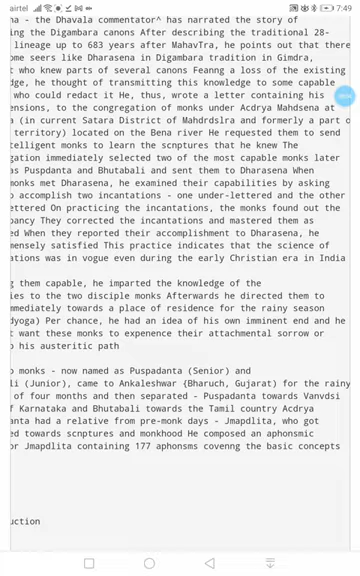 airtel 7:49
na - the Dhavala commentator^ has narrated the story of
ing the Digambara canons After describing the traditional 28-
lineage up to 683 years after MahavTra, he points out that there
ome seers like Dharasena in Digambara tradition in Gimdra,
t who knew parts of several canons Feanng a loss of the existing
dge, he thought of transmitting this knowledge to some capable
who could redact it He, thus, wrote a letter containing his
ensions, to the congregation of monks under Acdrya Mahdsena at
a (in current Satara District of Mahdrdslra and formerly a part o
territory) located on the Bena river He requested them to send
telligent monks to learn the scnptures that he knew The
gation immediately selected two of the most capable monks later
as Puspdanta and Bhutabali and sent them to Dharasena When
monks met Dharasena, he examined their capabilities by asking
o accomplish two incantations - one under-lettered and the other
ettered On practicing the incantations, the monks found out the
pancy They corrected the incantations and mastered them as
ed When they reported their accomplishment to Dharasena, he
mensely satisfied This practice indicates that the science of
ations was in vogue even during the early Christian era in India
g them capable, he imparted the knowledge of the
ies to the two disciple monks Afterwards he directed them to
mmediately towards a place of residence for the rainy season
dyoga) Per chance, he had an idea of his own imminent end and he
t want these monks to expenence their attachmental sorrow or
o his austeritic path
o monks - now named as Puspadanta (Senior) and
li (Junior), came to Ankaleshwar {Bharuch, Gujarat) for the rainy
of four months and then separated - Puspadanta towards Vanvdsi
f Karnataka and Bhutabali towards the Tamil country Acdrya
anta had a relative from pre-monk days - Jmapdlita, who got
ed towards scnptures and monkhood He composed an aphonsmic
or Jmapdlita containing 177 aphonsms covenng the basic concepts
uction